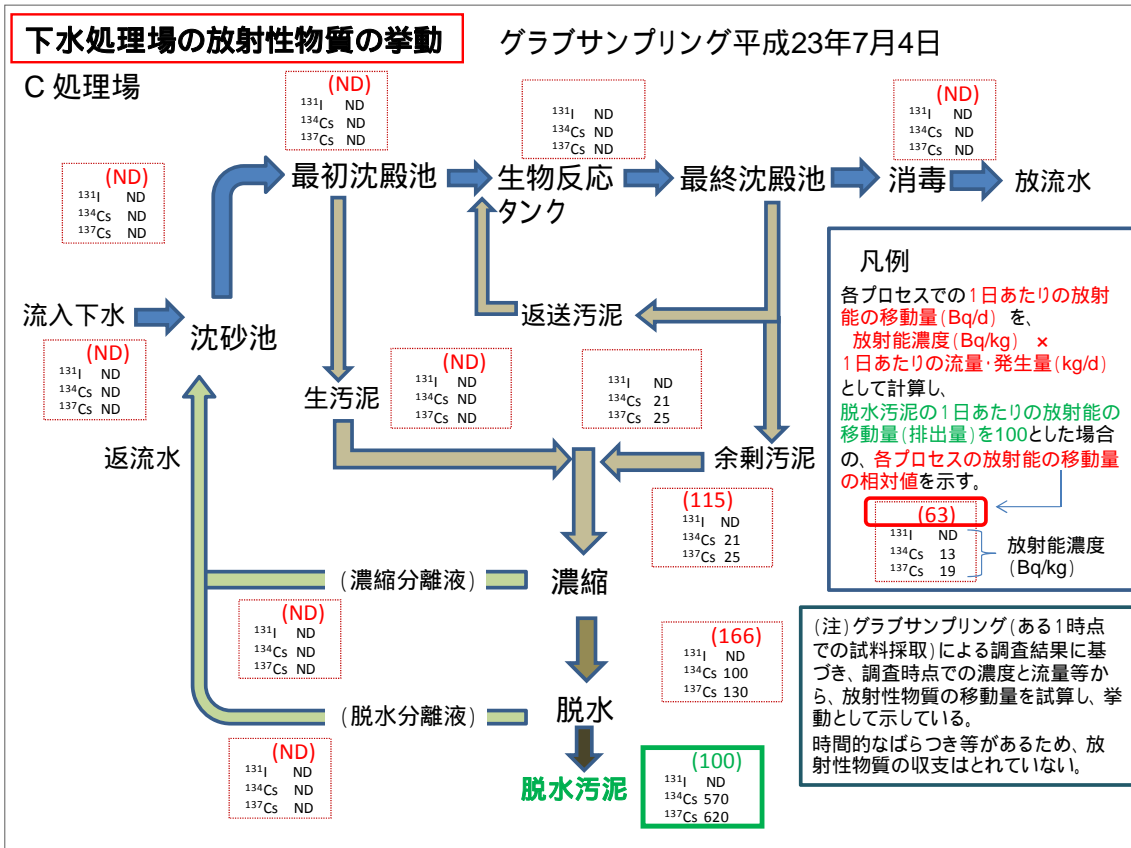 下水処理場の放射性物質の挙動
グラブサンプリング平成23年7月4日
C 処理場
(ND)
131I ND
134Cs ND
137Cs ND
131I ND
134Cs ND
137Cs ND
(ND)
131I ND
134Cs ND
137Cs ND
(ND)
131I ND
134Cs ND
137Cs ND
最初沈殿池
生物反応
タンク
最終沈殿池
消毒
放流水
流入下水
沈砂池
(ND)
131I ND
134Cs ND
137Cs ND
返送汚泥
生汚泥
(ND)
131I ND
134Cs ND
137Cs ND
131I ND
134Cs 21
137Cs 25
返流水
余剰汚泥
(115)
131I ND
134Cs 21
137Cs 25
(濃縮分離液)
濃縮
(ND)
131I ND
134Cs ND
137Cs ND
(166)
131I ND
134Cs 100
137Cs 130
(脱水分離液)
脱水
(ND)
131I ND
134Cs ND
137Cs ND
脱水汚泥
(100)
131I ND
134Cs 570
137Cs 620
凡例
各プロセスでの1日あたりの放射
能の移動量(Bq/d) を、
放射能濃度(Bq/kg) ×
1日あたりの流量・発生量(kg/d)
として計算し、
脱水汚泥の1日あたりの放射能の
移動量(排出量)を100とした場合
の、各プロセスの放射能の移動量
の相対値を示す。
(63)
131I ND
134Cs 13
137Cs 19
放射能濃度
(Bq/kg)
(注)グラブサンプリング(ある1時点
での試料採取)による調査結果に基
づき、調査時点での濃度と流量等か
ら、放射性物質の移動量を試算し、挙
動として示している。
時間的なばらつき等があるため、放
射性物質の収支はとれていない。